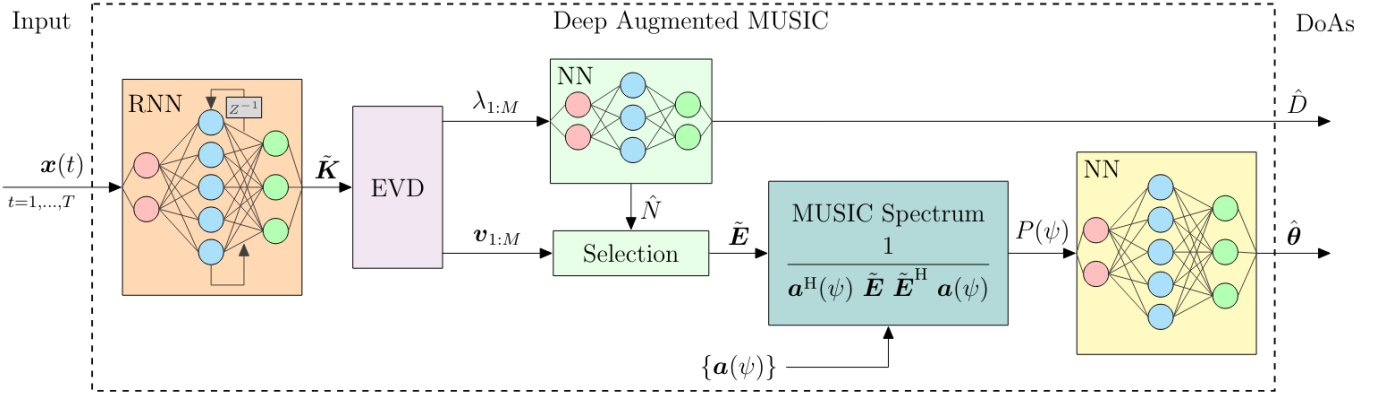 Input
Deep Augmented MUSIC
DoAs
RNN
Z⁻¹
x(t)
t=1,...,T
K̃
EVD
λ₁:M
v₁:M
NN
N̂
Selection
Ẽ
D̂
MUSIC Spectrum
1
aᴴ(ψ) Ẽ Ẽᴴ a(ψ)
{a(ψ)}
P(ψ)
NN
θ̂